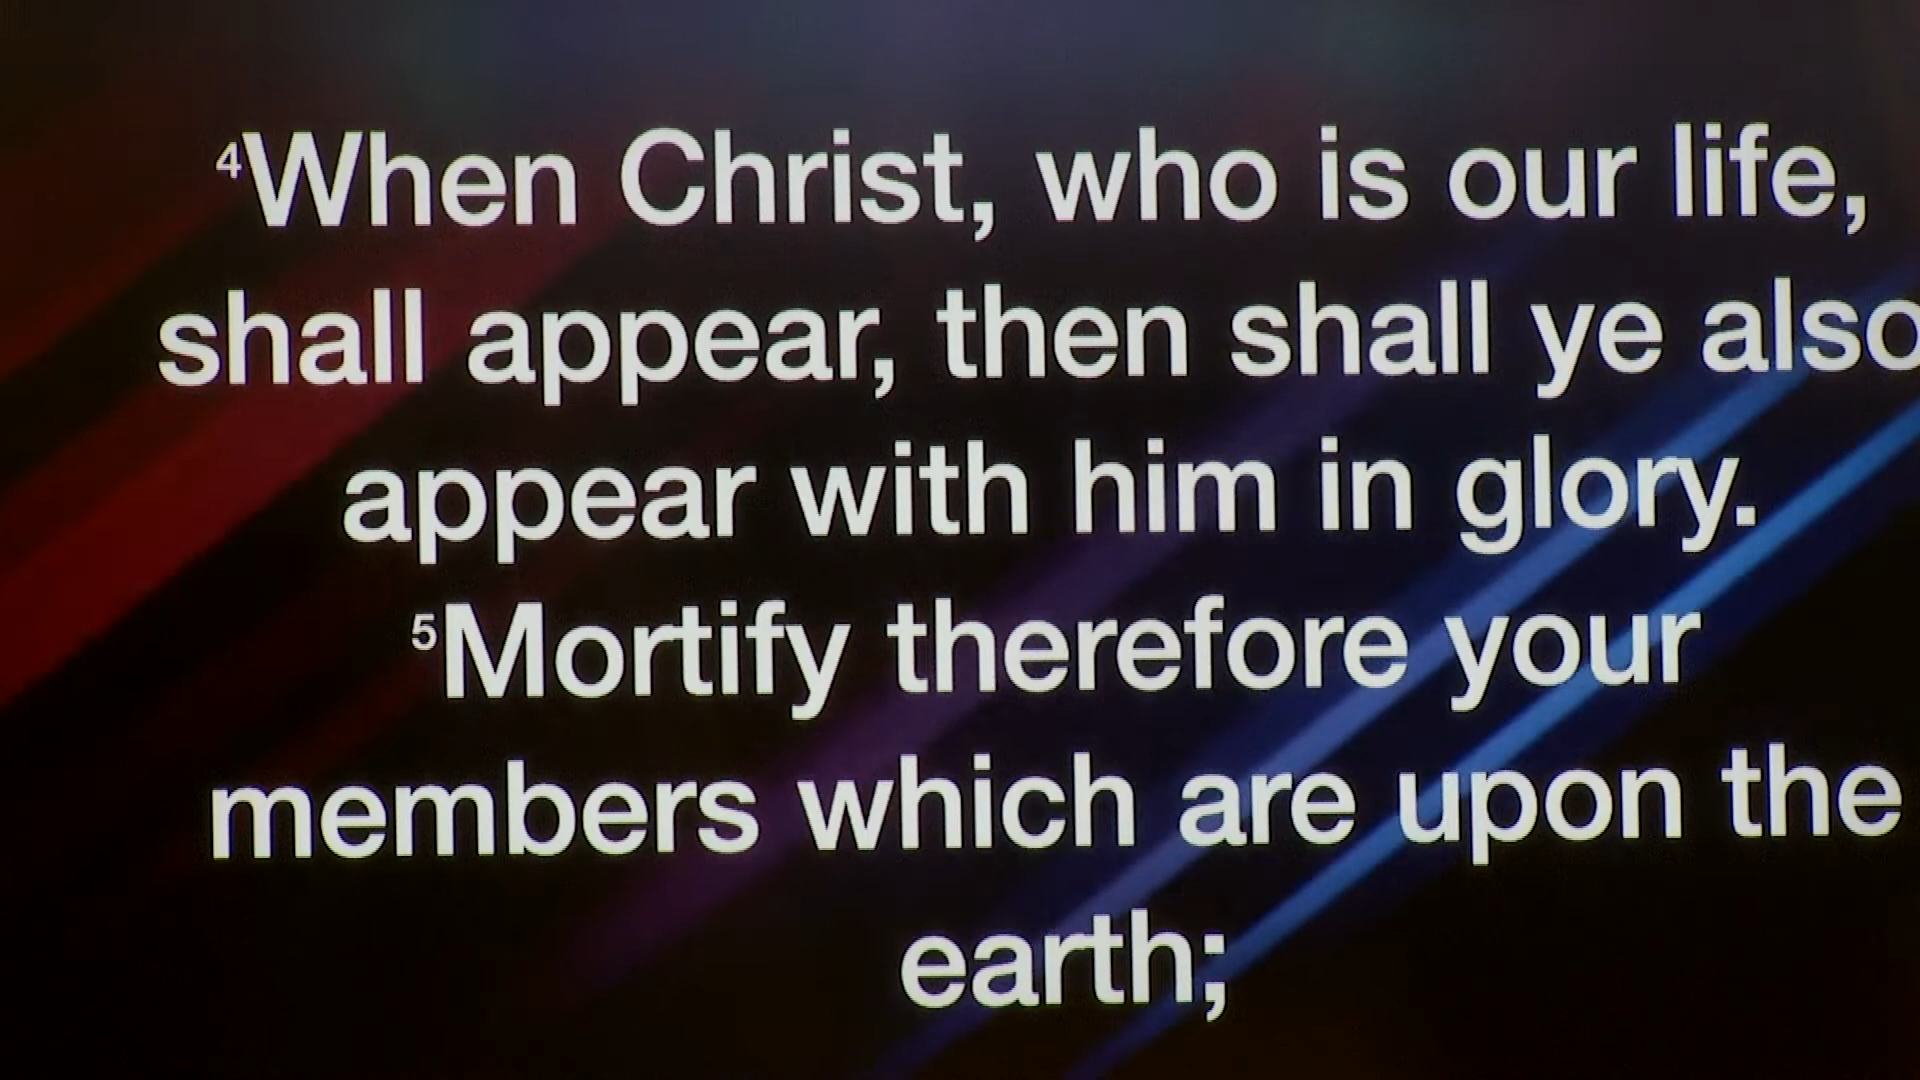 4When Christ, who is our life,
shall appear, then shall ye also
appear with him in glory.
5Mortify therefore your
members which are upon the
earth;